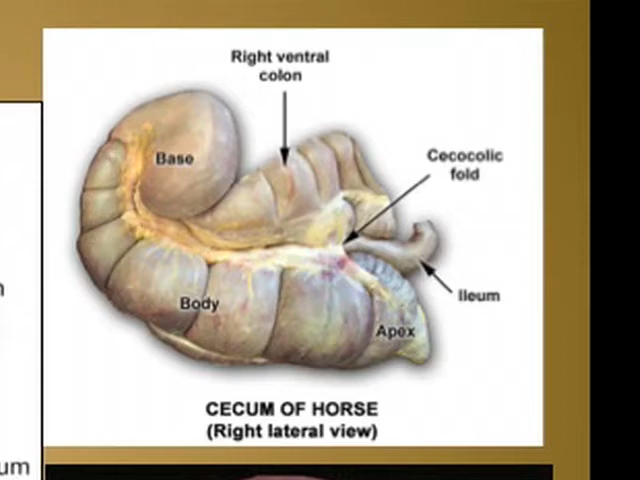 Right ventral
colon
Base
Cecocolic
fold
Ileum
Body
Apex
CECUM OF HORSE
(Right lateral view)
um